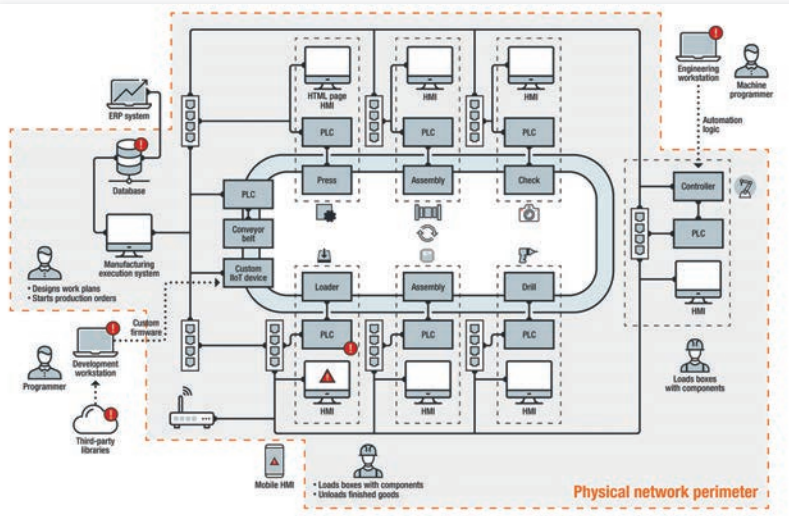 ERP system
Database
Manufacturing execution system
• Designs work plans
• Starts production orders
Programmer
Development
workstation
Custom
firmware
Third-party
libraries
HTML page
HMI
HMI
HMI
PLC
PLC
PLC
Press
Assembly
Check
PLC
Conveyor
belt
Custom
IIoT device
Loader
Assembly
Drill
PLC
PLC
PLC
HMI
HMI
HMI
Mobile HMI
• Loads boxes with components
• Unloads finished goods
Engineering
workstation
Machine
programmer
Automation
logic
Controller
PLC
HMI
Loads boxes
with components
Physical network perimeter